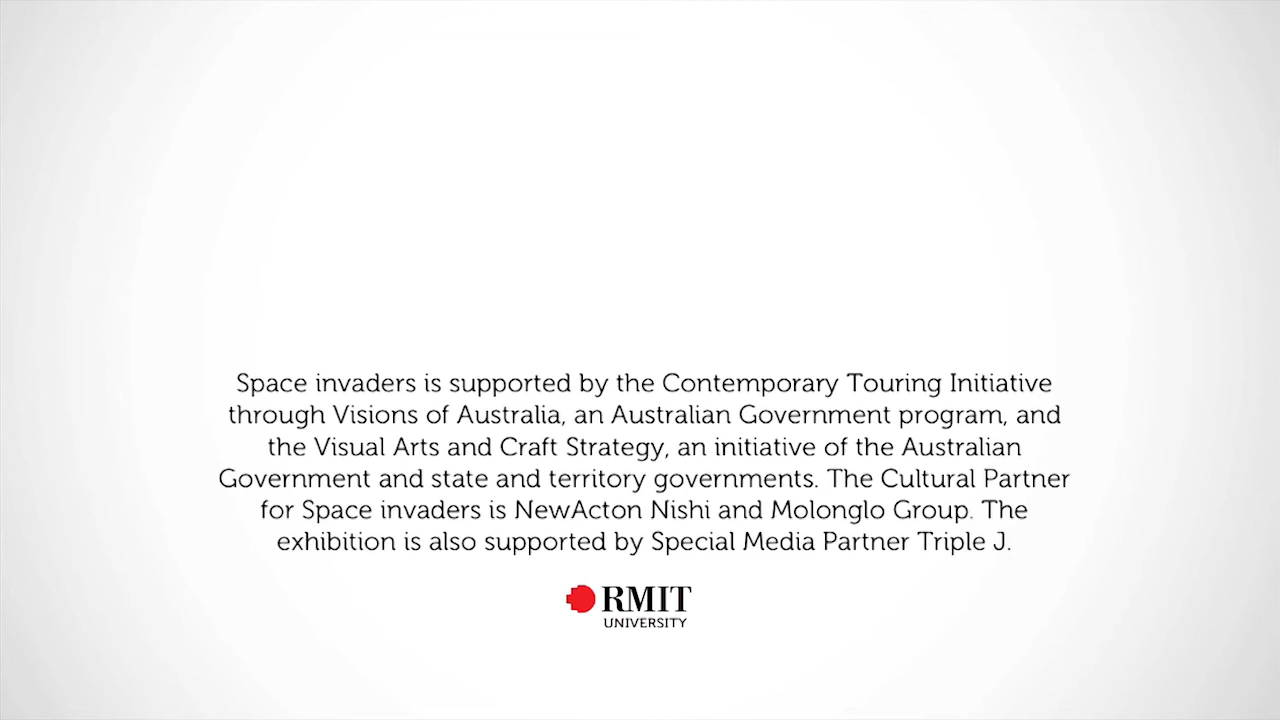 Space invaders is supported by the Contemporary Touring Initiative
through Visions of Australia, an Australian Government program, and
the Visual Arts and Craft Strategy, an initiative of the Australian
Government and state and territory governments. The Cultural Partner
for Space invaders is NewActon Nishi and Molonglo Group. The
exhibition is also supported by Special Media Partner Triple J.
RMIT
UNIVERSITY